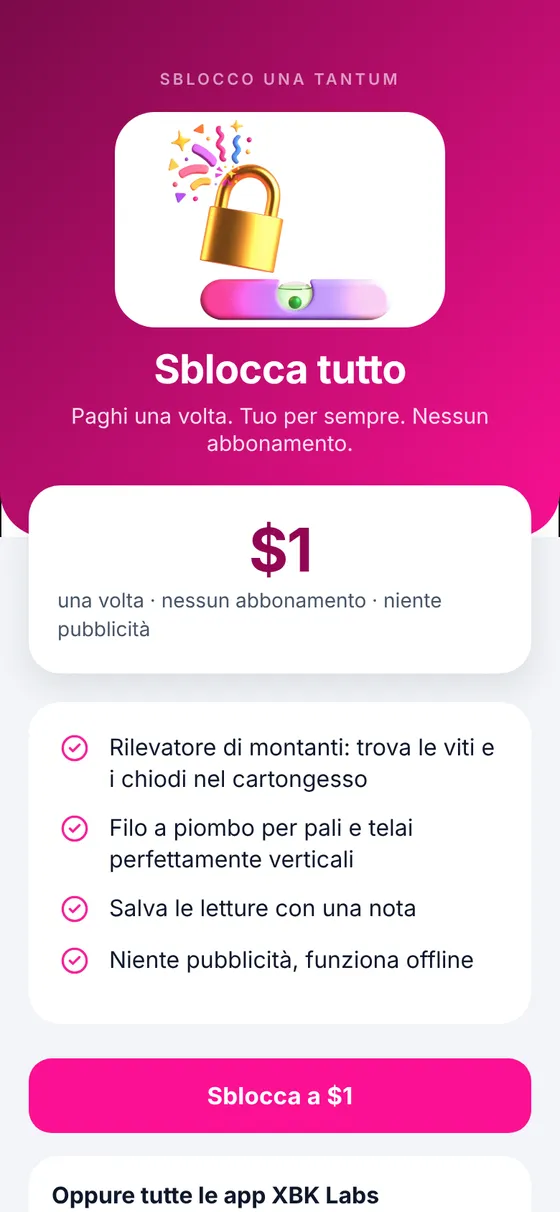 SBLOCCO UNA TANTUM
Sblocca tutto
Paghi una volta. Tuo per sempre. Nessun
abbonamento.
$1
una volta · nessun abbonamento · niente
pubblicità
Rilevatore di montanti: trova le viti e
i chiodi nel cartongesso
Filo a piombo per pali e telai
perfettamente verticali
Salva le letture con una nota
Niente pubblicità, funziona offline
Sblocca a $1
Oppure tutte le app XBK Labs